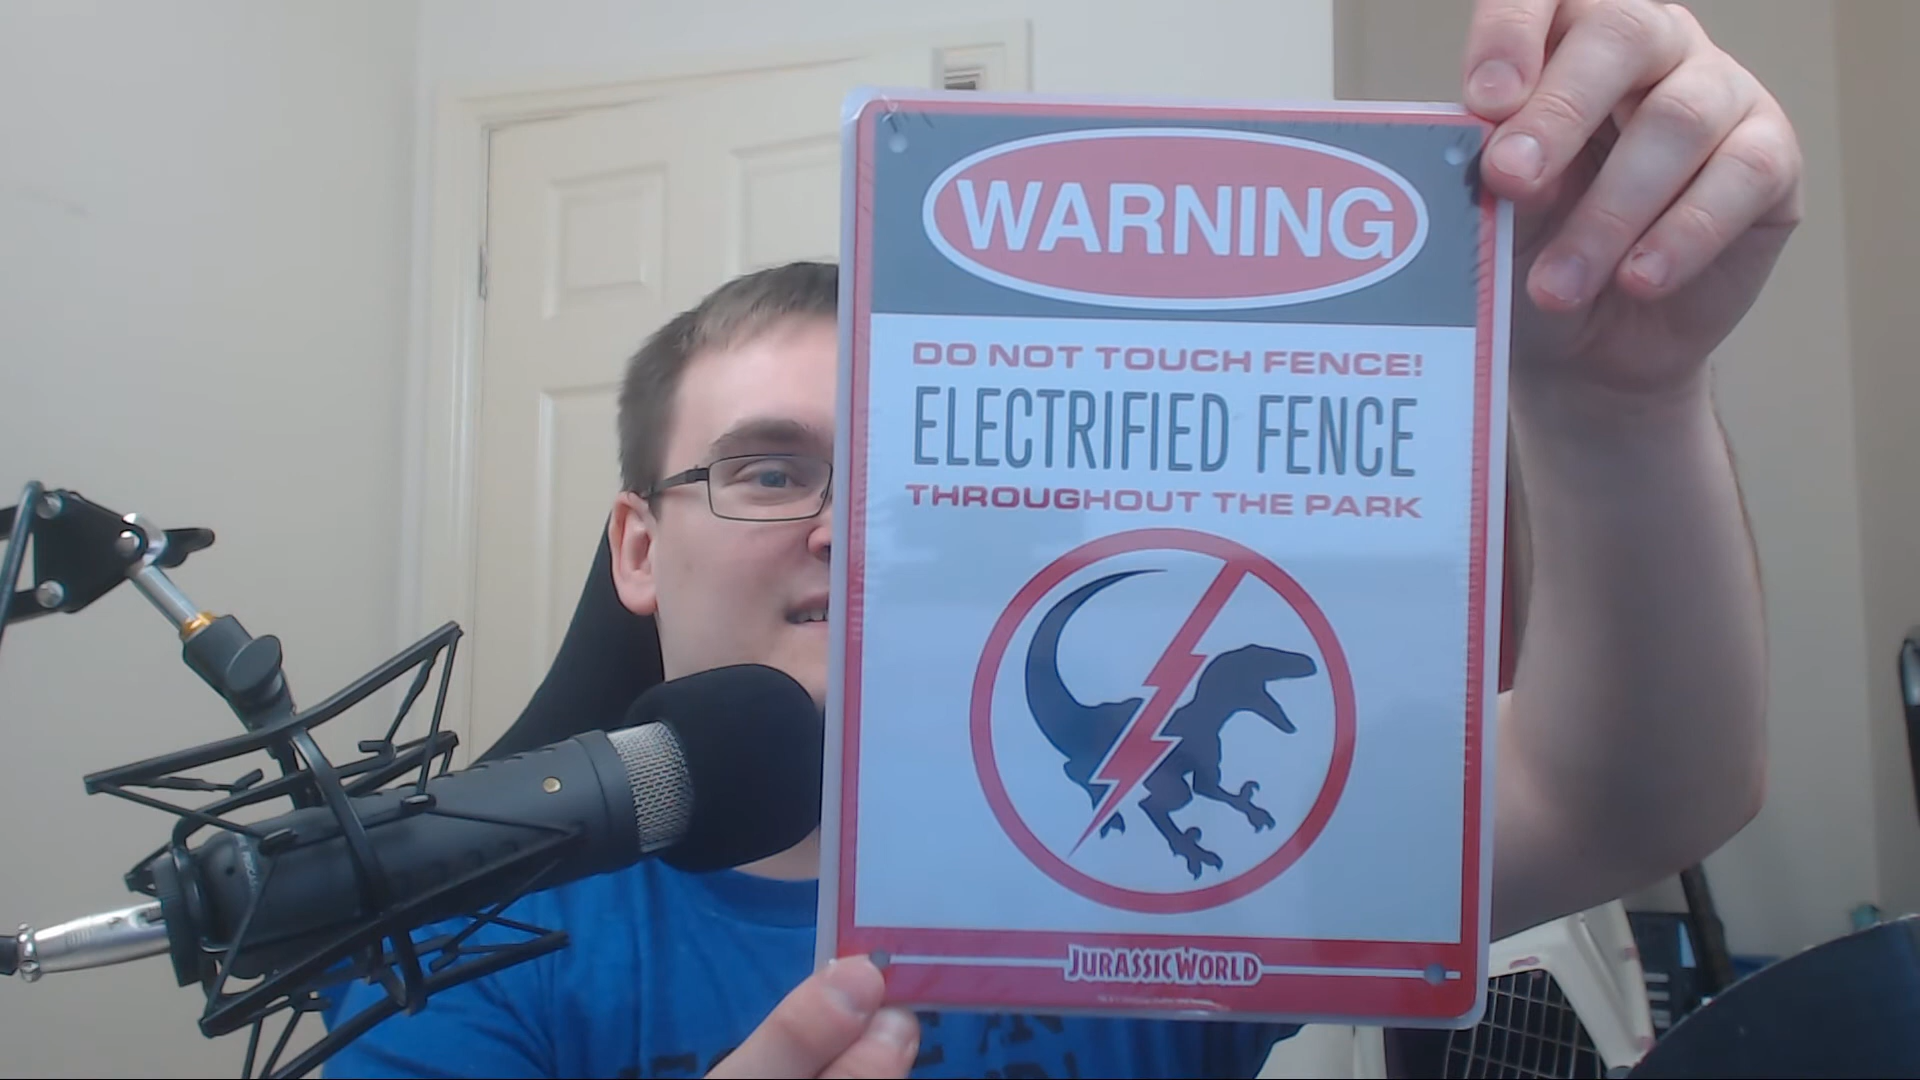 WARNING
DO NOT TOUCH FENCE!
ELECTRIFIED FENCE
THROUGHOUT THE PARK
JURASSIC WORLD